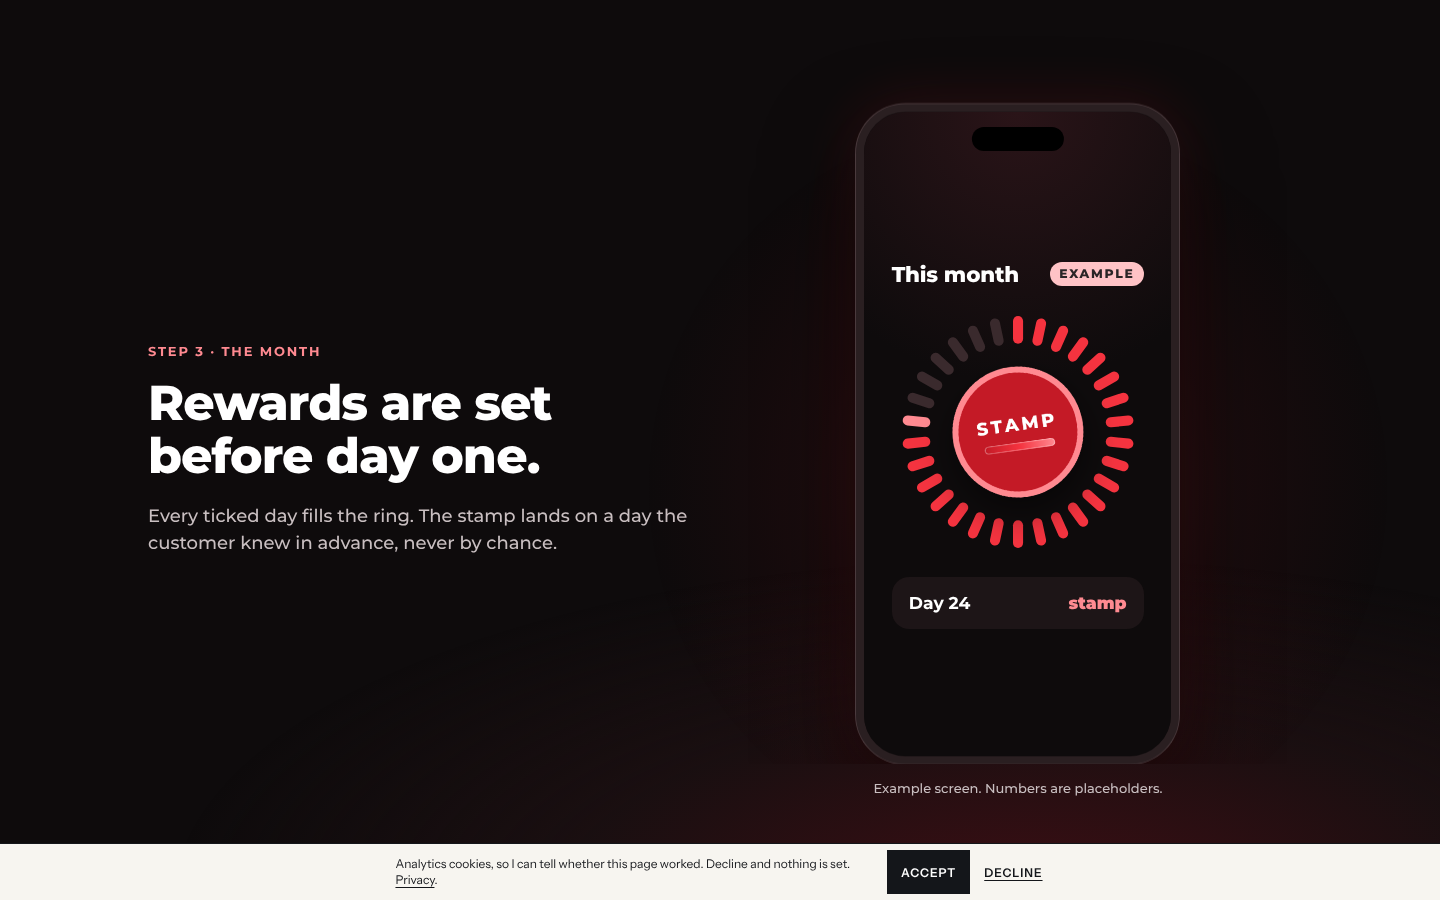 STEP 3 · THE MONTH
Rewards are set
before day one.
Every ticked day fills the ring. The stamp lands on a day the
customer knew in advance, never by chance.
This month
EXAMPLE
STAMP
Day 24
stamp
Example screen. Numbers are placeholders.
Analytics cookies, so I can tell whether this page worked. Decline and nothing is set.
Privacy.
ACCEPT
DECLINE